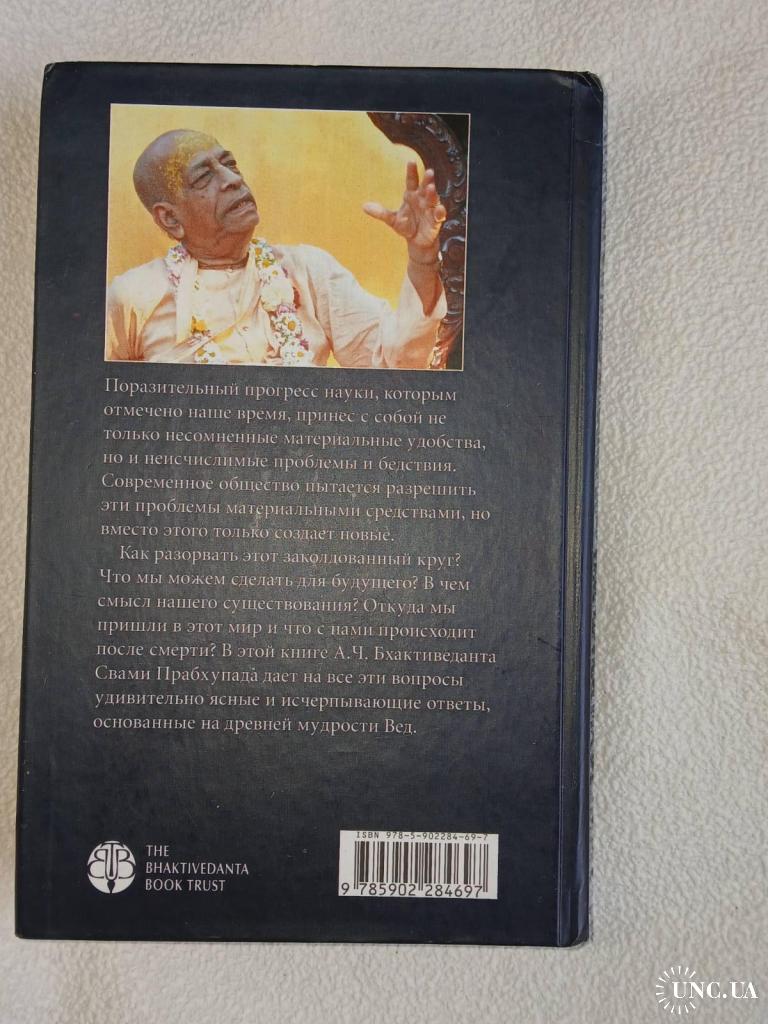 Поразительный прогресс науки, которым
отмечено наше время, принес с собой не
только несомненные материальные удобства,
но и неисчислимые проблемы и бедствия.
Современное общество пытается разрешить
эти проблемы материальными средствами, но
вместо этого только создает новые.
Как разорвать этот заколдованный круг?
Что мы можем сделать для будущего? В чем
смысл нашего существования? Откуда мы
пришли в этот мир и что с нами происходит
после смерти? В этой книге А.Ч. Бхактиведанта
Свами Прабхупада дает на все эти вопросы
удивительно ясные и исчерпывающие ответы,
основанные на древней мудрости Вед.
THE
BHAKTIVEDANTA
BOOK TRUST
ISBN 978-5-902284-69-7
9 785902 284697
UNC.UA